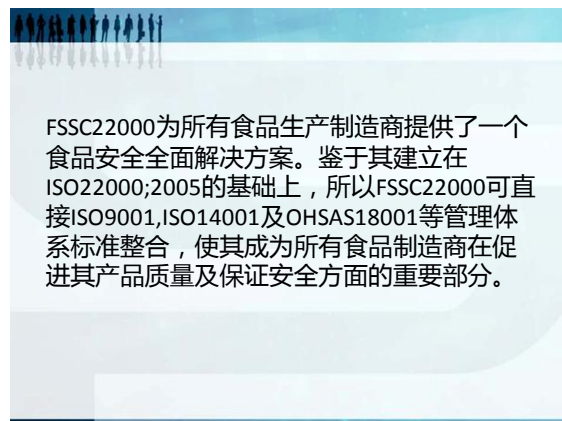 FSSC22000为所有食品生产制造商提供了一个
食品安全全面解决方案。鉴于其建立在
ISO22000;2005的基础上，所以FSSC22000可直
接ISO9001,ISO14001及OHSAS18001等管理体
系标准整合，使其成为所有食品制造商在促
进其产品质量及保证安全方面的重要部分。